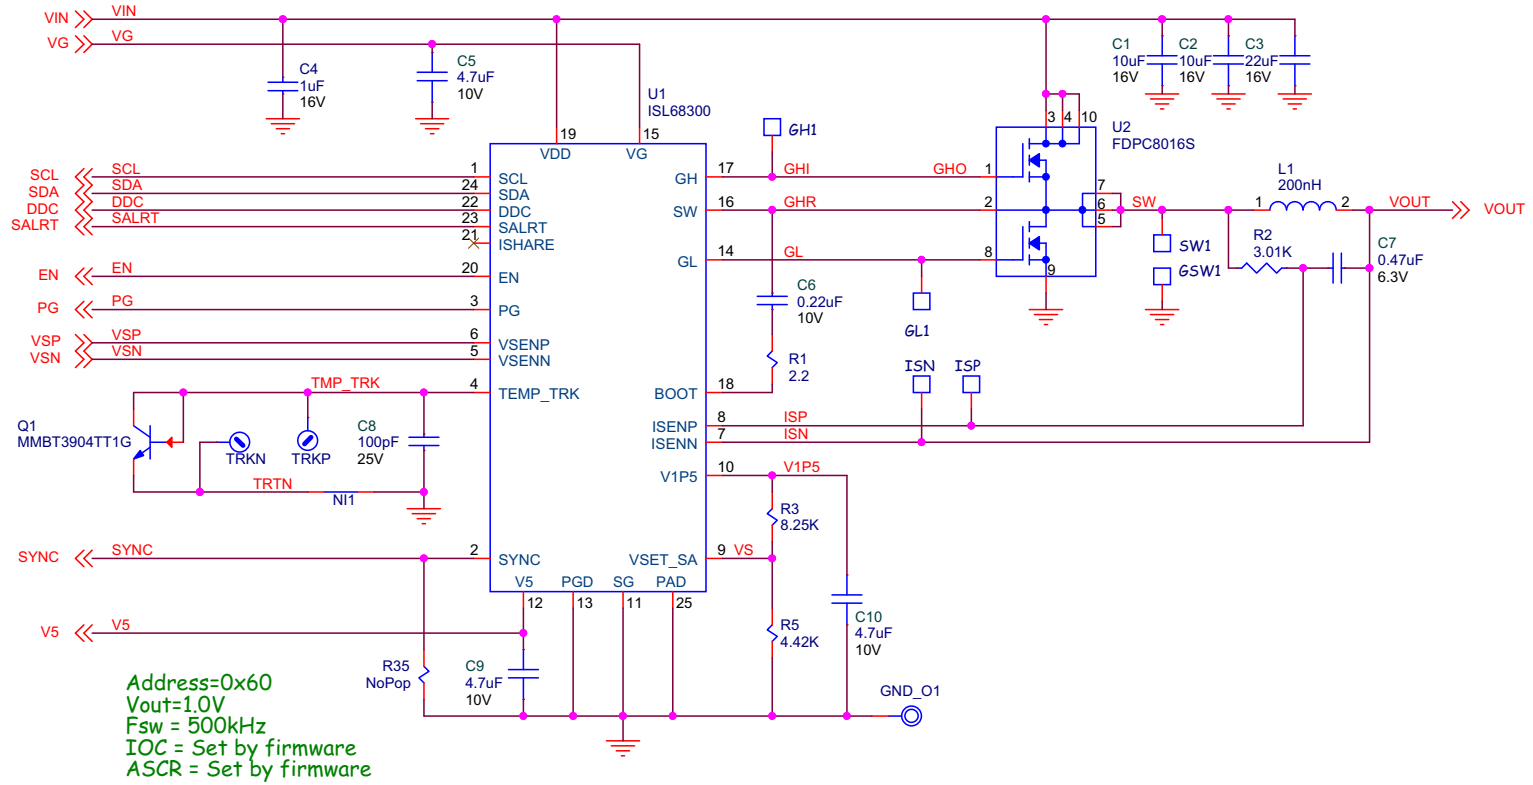 VIN VIN
VG VG
C4
1uF
16V
C5
4.7uF
10V
U1
ISL68300
C1
10uF
16V
C2
10uF
16V
C3
22uF
16V
19
15
VDD
VG
GH1
3 4 10
U2
FDPC8016S
SCL SCL 1 SCL
SDA SDA 24 SDA
DDC DDC 22 DDC
SALRT SALRT 23 SALRT
21 ISHARE
EN EN 20 EN
PG PG 3 PG
VSP VSP 6 VSENP
VSN VSN 5 VSENN
TMP_TRK 4 TEMP_TRK
GH 17 GHI GHO 1
SW 16 GHR 2
GL 14 GL 8
7
6
5
9
SW
L1
200nH
1 2 VOUT VOUT
R2
3.01K
C7
0.47uF
6.3V
SW1
GSW1
C6
0.22uF
10V
GL1
R1
2.2
ISN ISP
BOOT 18
ISENP 8 ISP
ISENN 7 ISN
Q1
MMBT3904TT1G
TRKN
TRKP
C8
100pF
25V
TRTN
NI1
V1P5 10 V1P5
R3
8.25K
SYNC SYNC 2 SYNC
VSET_SA 9 VS
V5 PGD SG PAD
12 13 11 25
V5 V5
R5
4.42K
C10
4.7uF
10V
R35
NoPop
C9
4.7uF
10V
GND_O1
Address=0x60
Vout=1.0V
Fsw = 500kHz
IOC = Set by firmware
ASCR = Set by firmware